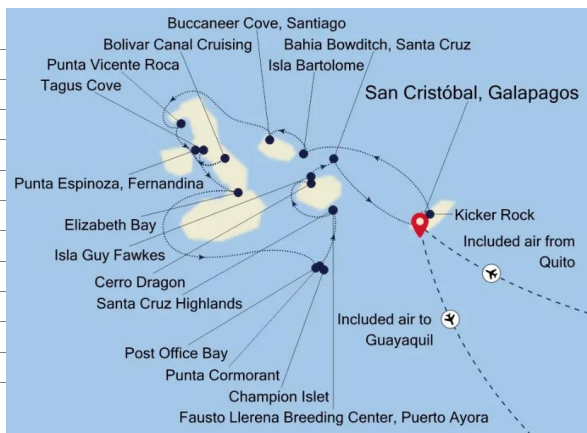 Buccaneer Cove, Santiago
Bolivar Canal Cruising
Bahia Bowditch, Santa Cruz
Punta Vicente Roca
Isla Bartolome
Tagus Cove
San Cristóbal, Galapagos
Punta Espinoza, Fernandina
Kicker Rock
Elizabeth Bay
Included air from
Quito
Isla Guy Fawkes
Cerro Dragon
Santa Cruz Highlands
Included air to
Guayaquil
Post Office Bay
Punta Cormorant
Champion Islet
Fausto Llerena Breeding Center, Puerto Ayora